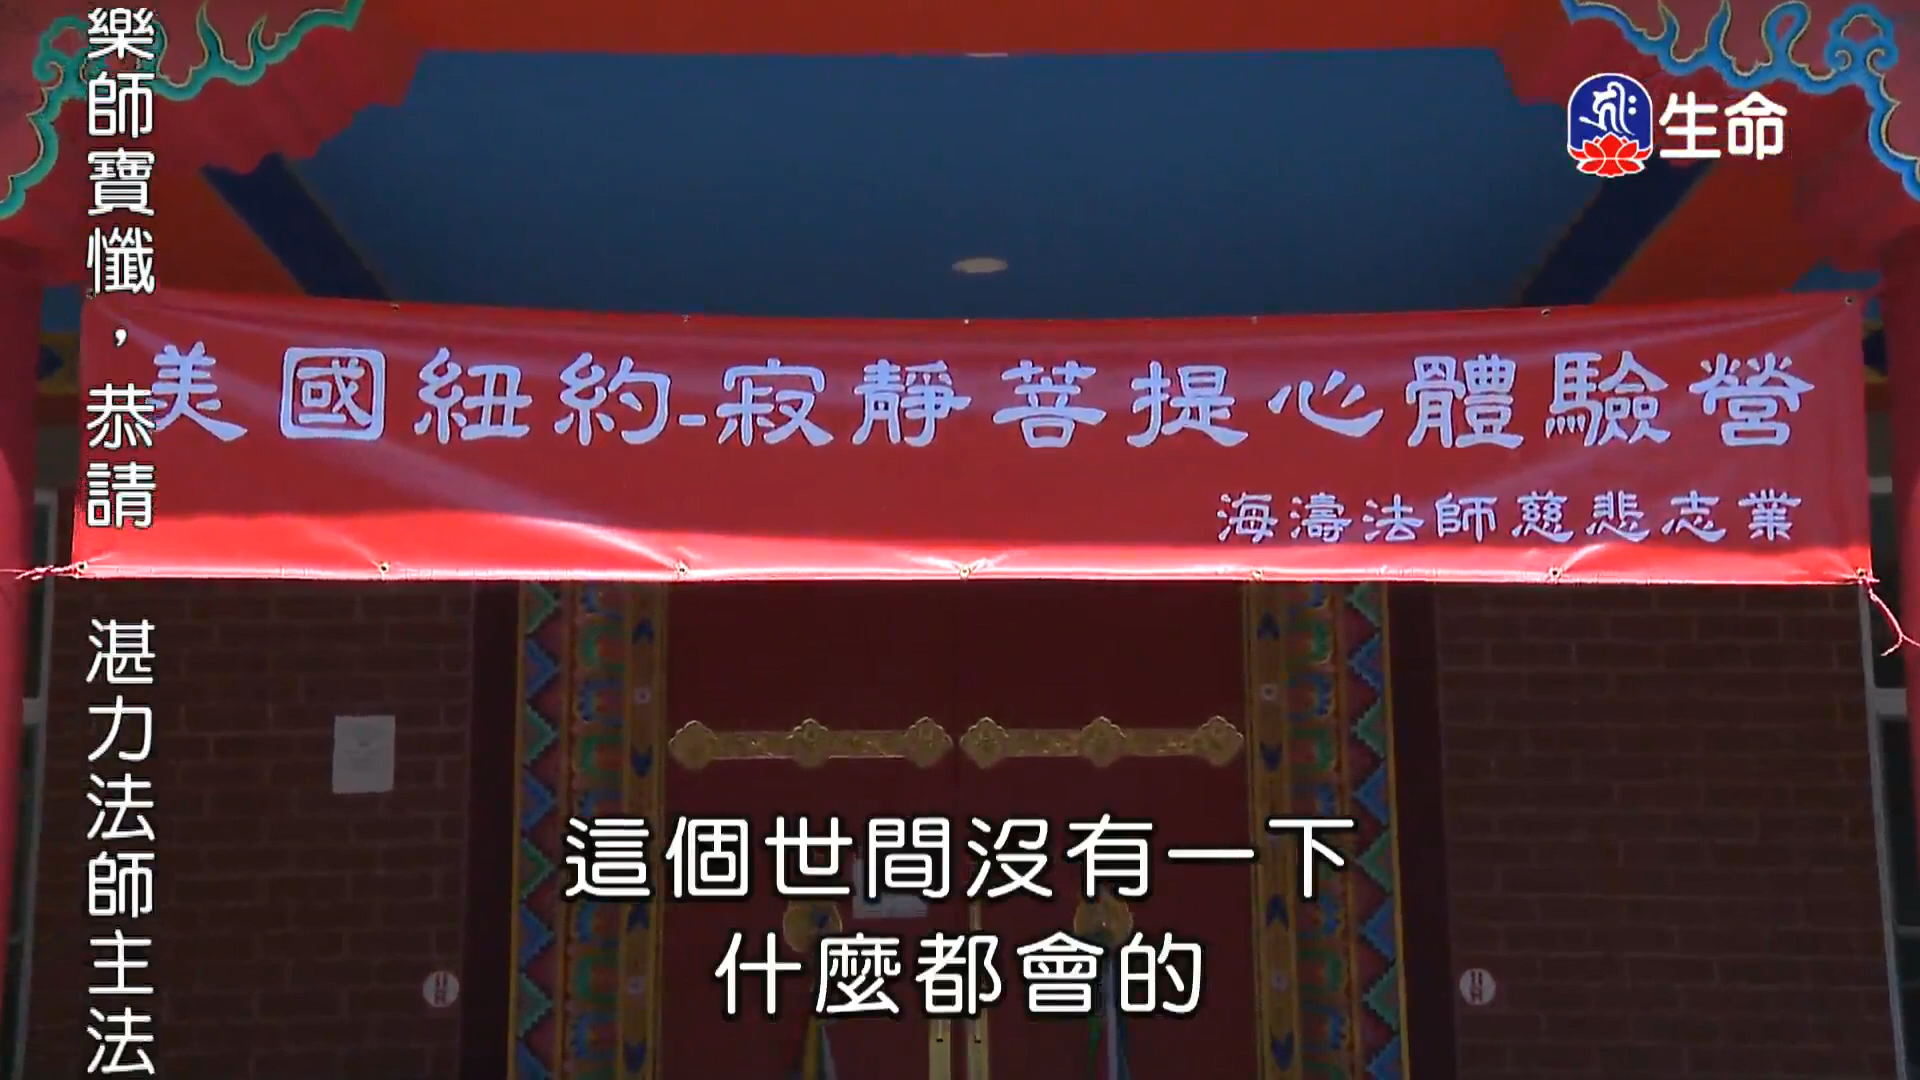 樂師寶懺，恭請 湛力法師主法
生命
美國紐約-寂靜菩提心體驗營
海濤法師慈悲志業
這個世間沒有一下
什麼都會的